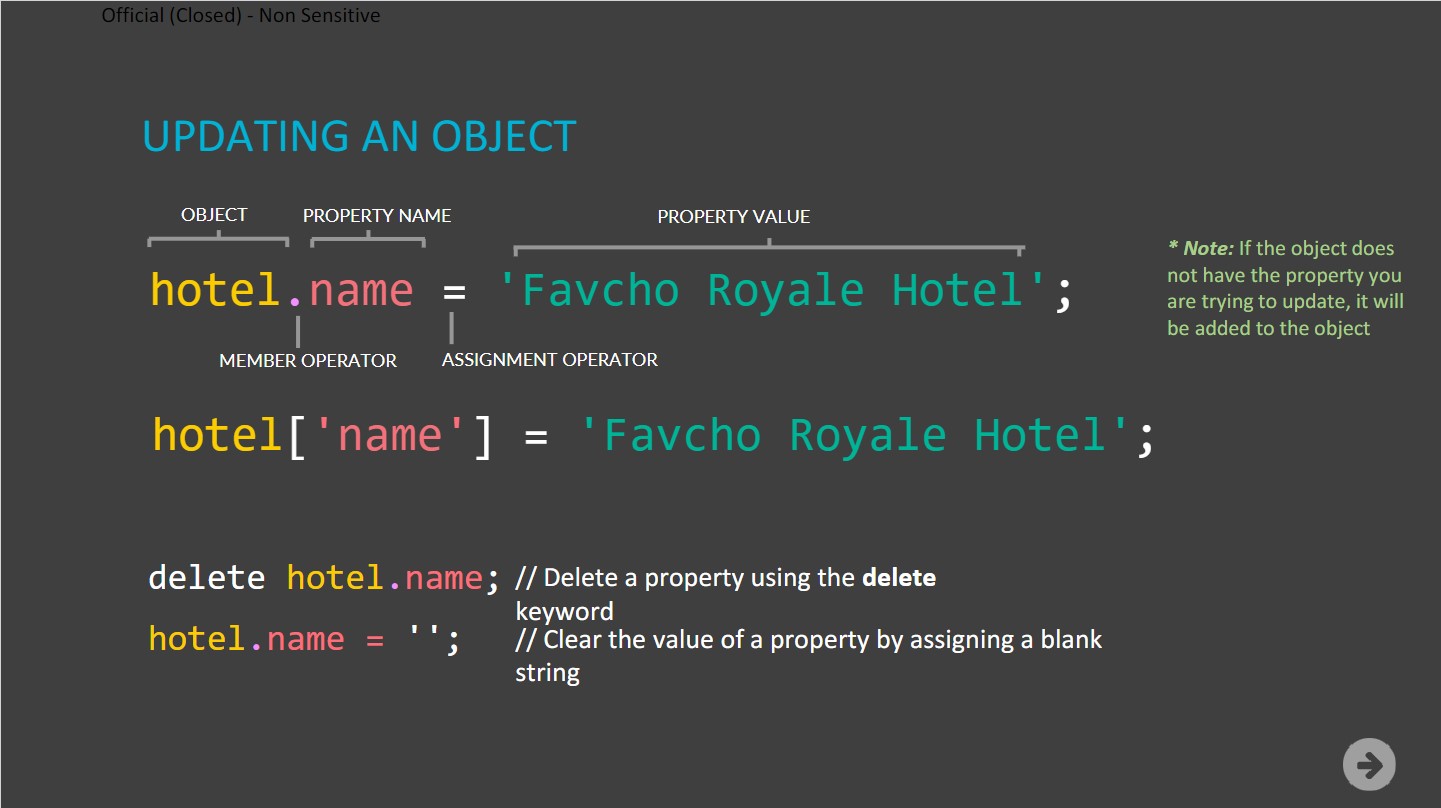 Official (Closed) - Non Sensitive
UPDATING AN OBJECT
OBJECT PROPERTY NAME PROPERTY VALUE
hotel.name = 'Favcho Royale Hotel';
MEMBER OPERATOR ASSIGNMENT OPERATOR
* Note: If the object does
not have the property you
are trying to update, it will
be added to the object
hotel['name'] = 'Favcho Royale Hotel';
delete hotel.name; // Delete a property using the delete
keyword
hotel.name = ''; // Clear the value of a property by assigning a blank
string